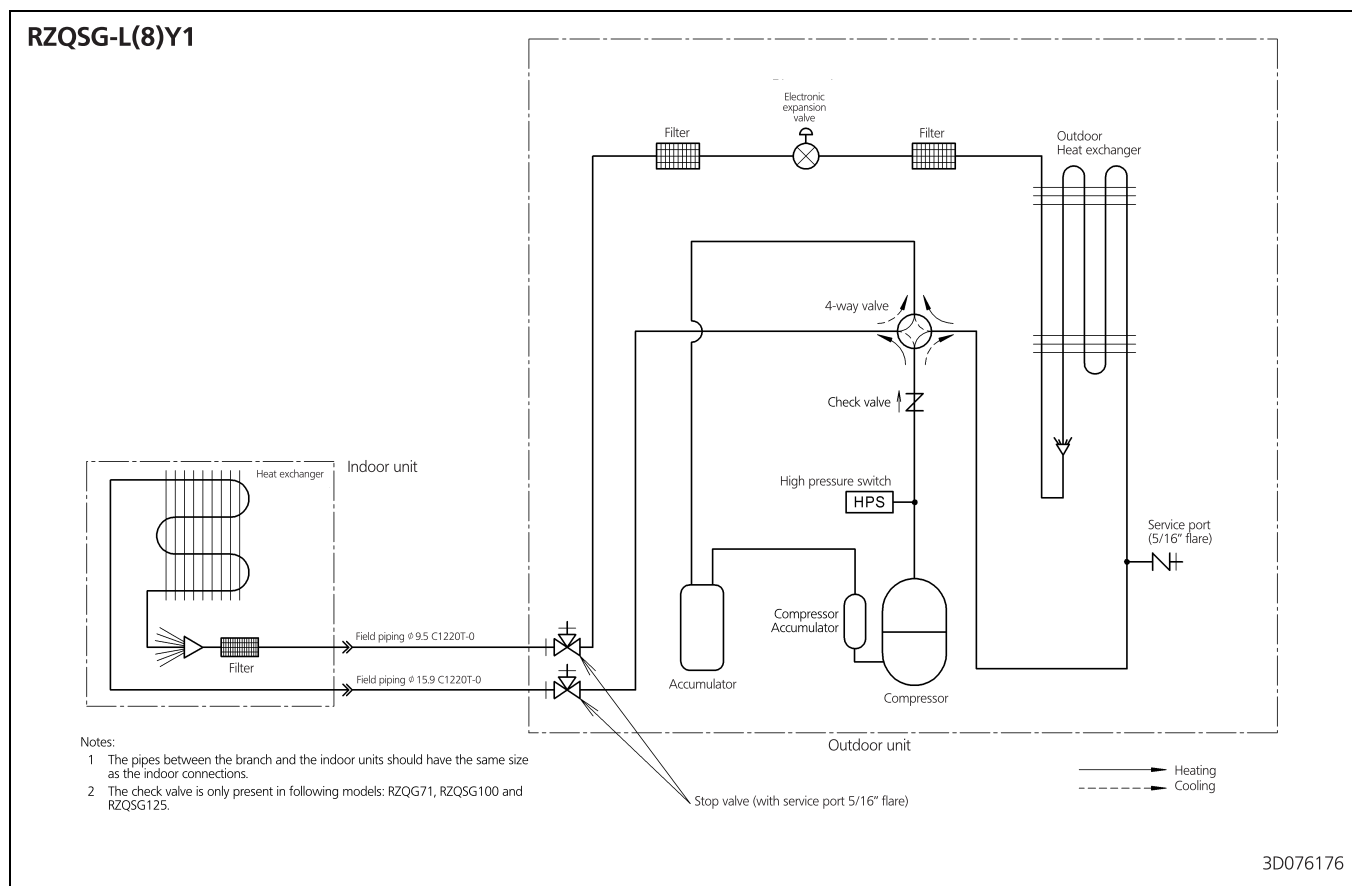 RZQSG-L(8)Y1
Electronic
expansion
valve
Filter
Filter
Outdoor
Heat exchanger
4-way valve
Check valve
High pressure switch
HPS
Service port
(5/16" flare)
Indoor unit
Heat exchanger
Compressor
Accumulator
Field piping ϕ 9.5 C1220T-0
Filter
Field piping ϕ 15.9 C1220T-0
Accumulator
Compressor
Outdoor unit
Notes:
1 The pipes between the branch and the indoor units should have the same size
as the indoor connections.
2 The check valve is only present in following models: RZQG71, RZQSG100 and
RZQSG125.
Stop valve (with service port 5/16" flare)
Heating
Cooling
3D076176